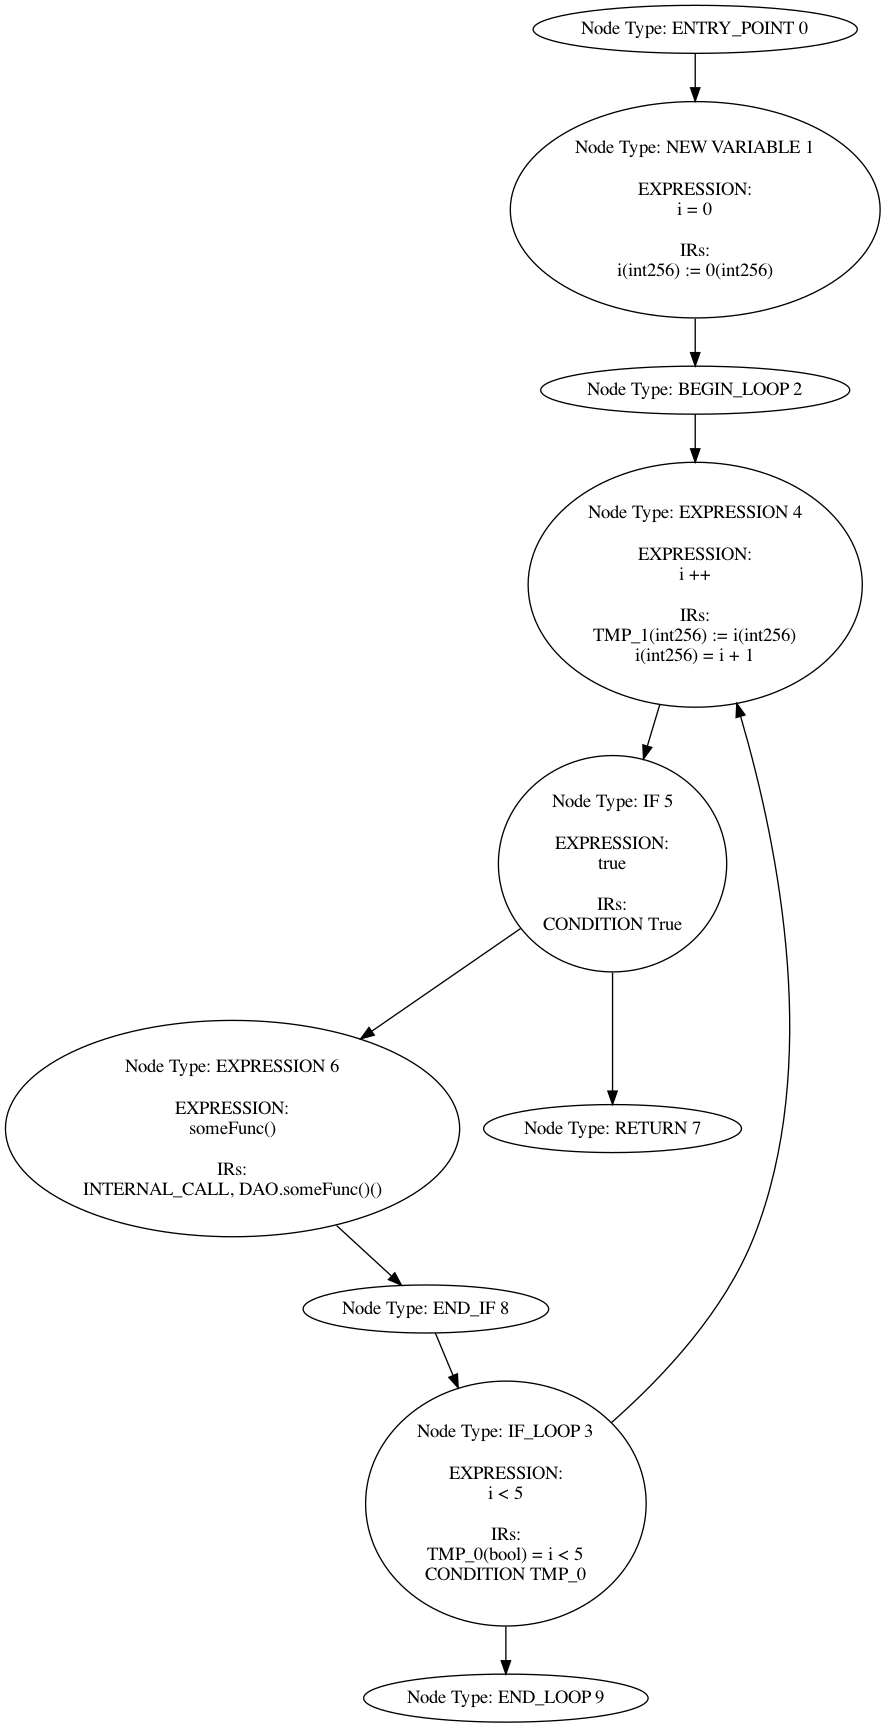 Node Type: ENTRY_POINT 0
Node Type: NEW VARIABLE 1
EXPRESSION:
i = 0
IRs:
i(int256) := 0(int256)
Node Type: BEGIN_LOOP 2
Node Type: EXPRESSION 4
EXPRESSION:
i ++
IRs:
TMP_1(int256) := i(int256)
i(int256) = i + 1
Node Type: IF 5
EXPRESSION:
true
IRs:
CONDITION True
Node Type: EXPRESSION 6
EXPRESSION:
someFunc()
IRs:
INTERNAL_CALL, DAO.someFunc()()
Node Type: RETURN 7
Node Type: END_IF 8
Node Type: IF_LOOP 3
EXPRESSION:
i < 5
IRs:
TMP_0(bool) = i < 5
CONDITION TMP_0
Node Type: END_LOOP 9